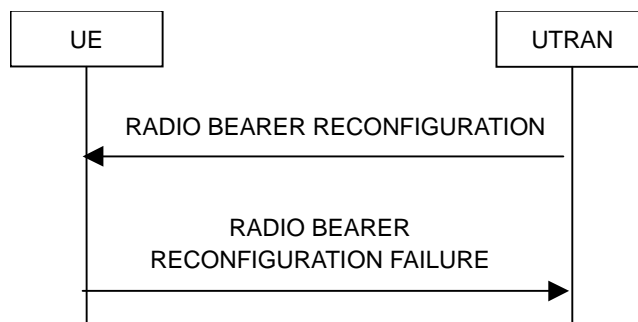 UE
UTRAN
RADIO BEARER RECONFIGURATION
RADIO BEARER
RECONFIGURATION FAILURE